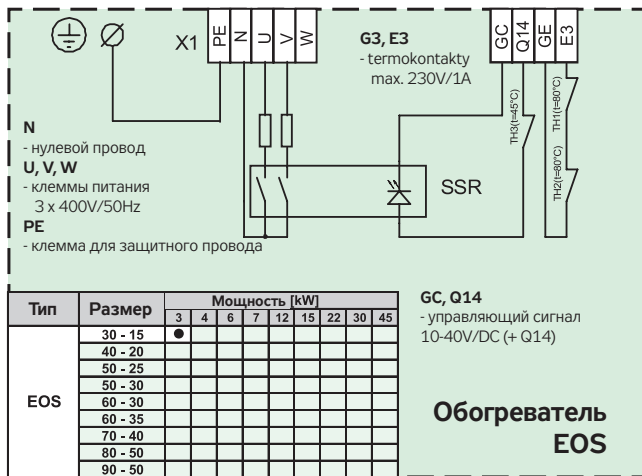 X1
PE
N
U
V
W
G3, E3
- termokontakty
max. 230V/1A
GC
Q14
GE
E3
TH3(t=45°C)
TH1(t=80°C)
TH2(t=80°C)
N
- нулевой провод
U, V, W
- клеммы питания
3 x 400V/50Hz
PE
- клемма для защитного провода
SSR
GC, Q14
- управляющий сигнал
10-40V/DC (+ Q14)
Тип Размер Мощность [kW]
3 4 6 7 12 15 22 30 45
EOS
30 - 15 ●
40 - 20
50 - 25
50 - 30
60 - 30
60 - 35
70 - 40
80 - 50
90 - 50
Обогреватель
EOS